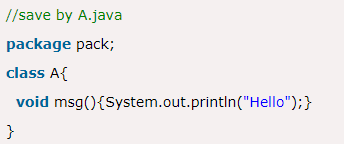 //save by A.java
package pack;
class A{
  void msg(){System.out.println("Hello");}
}